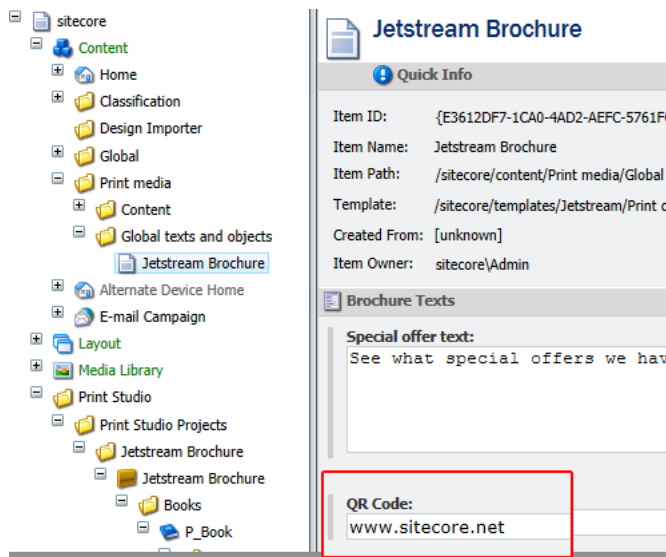 sitecore
Content
Home
Classification
Design Importer
Global
Print media
Content
Global texts and objects
Jetstream Brochure
Alternate Device Home
E-mail Campaign
Layout
Media Library
Print Studio
Print Studio Projects
Jetstream Brochure
Jetstream Brochure
Books
P_Book
Jetstream Brochure
Quick Info
Item ID: {E3612DF7-1CA0-4AD2-AEFC-5761F
Item Name: Jetstream Brochure
Item Path: /sitecore/content/Print media/Global
Template: /sitecore/templates/Jetstream/Print
Created From: [unknown]
Item Owner: sitecore\Admin
Brochure Texts
Special offer text:
See what special offers we hav
QR Code:
www.sitecore.net